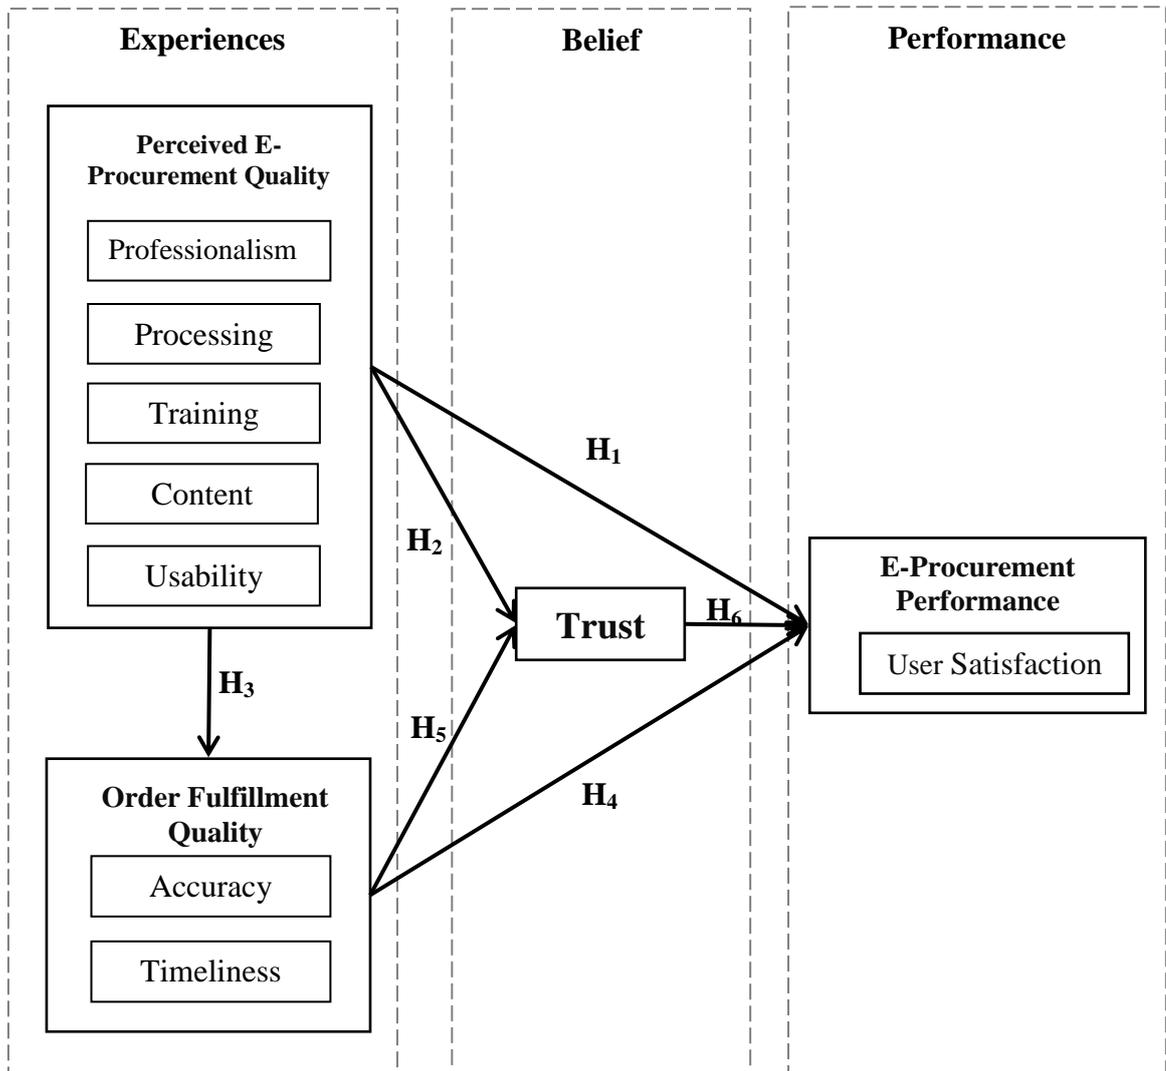 Experiences
Belief
Performance
Perceived E-
Procurement Quality
Professionalism
Processing
Training
Content
Usability
H₁
H₂
H₃
Trust
H₆
E-Procurement
Performance
User Satisfaction
H₅
H₄
Order Fulfillment
Quality
Accuracy
Timeliness